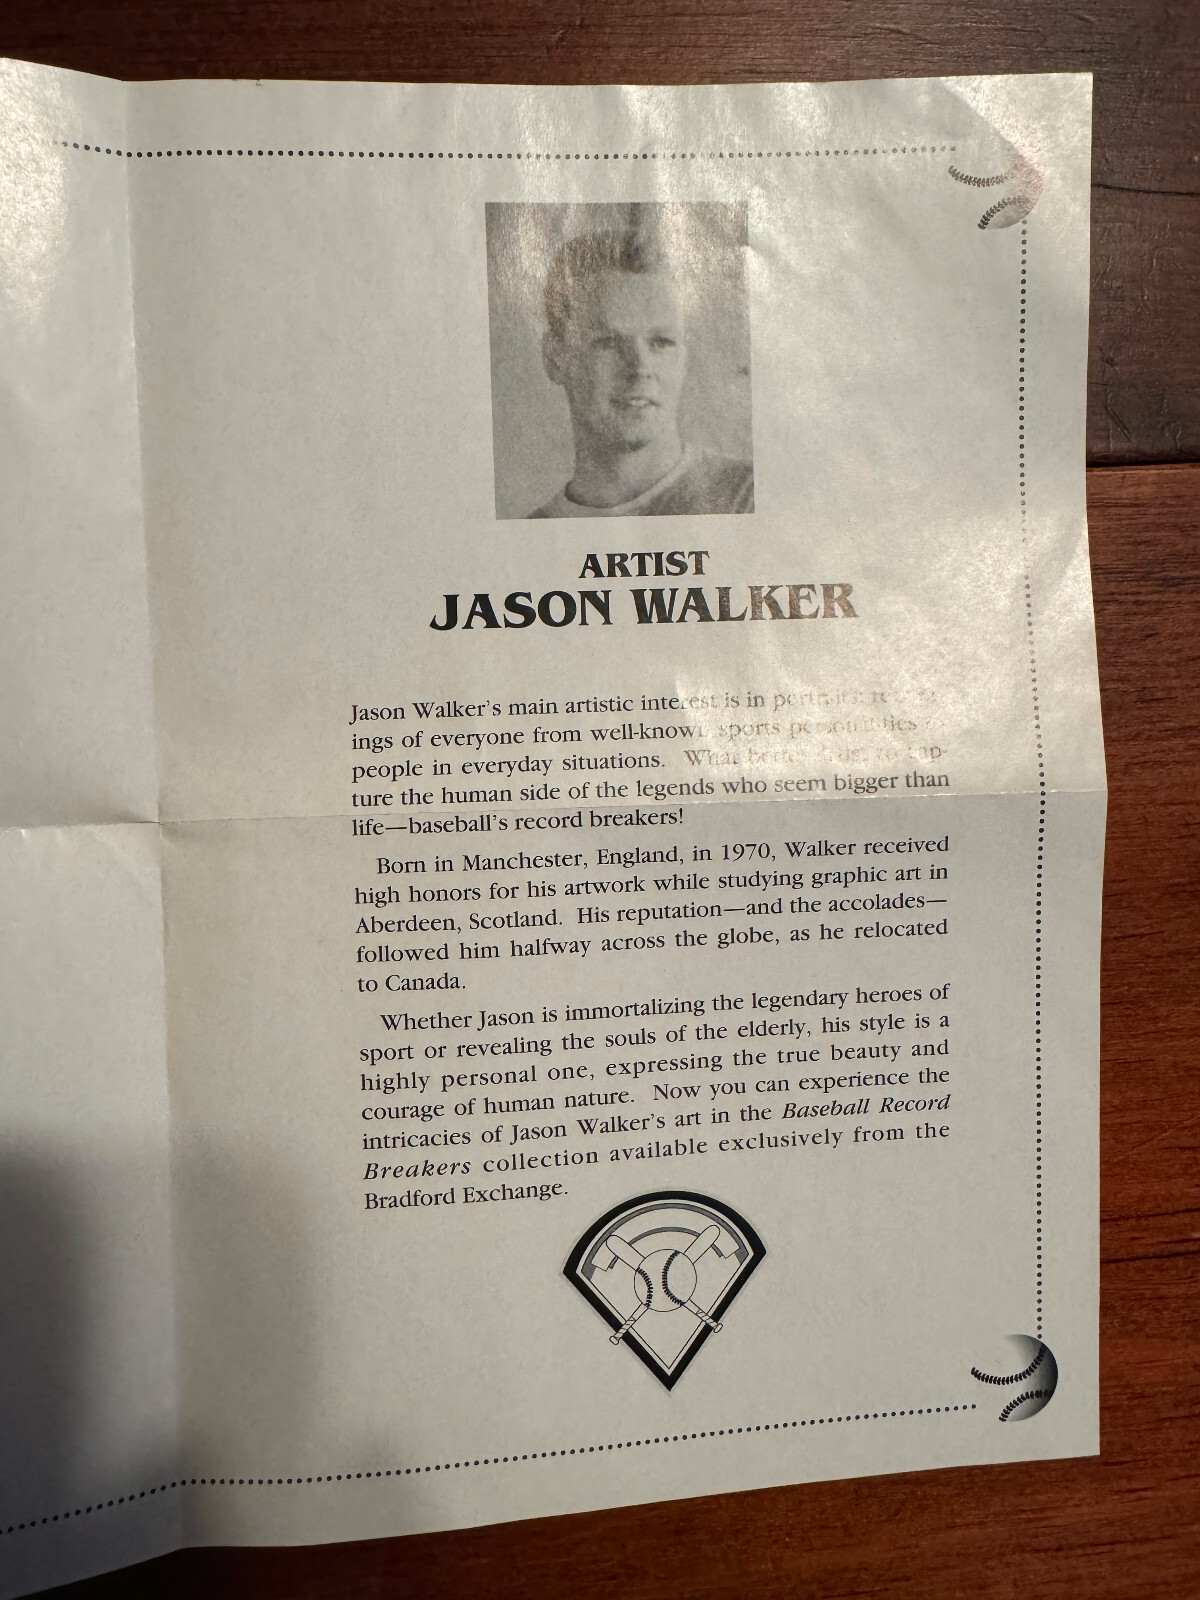 ARTIST
JASON WALKER
Jason Walker's main artistic interest is in
ings of everyone from well-known sports personalities
people in everyday situations. What better cap-
ture the human side of the legends who seem bigger than
life—baseball's record breakers!
Born in Manchester, England, in 1970, Walker received
high honors for his artwork while studying graphic art in
Aberdeen, Scotland. His reputation—and the accolades—
followed him halfway across the globe, as he relocated
to Canada.
Whether Jason is immortalizing the legendary heroes of
sport or revealing the souls of the elderly, his style is a
highly personal one, expressing the true beauty and
courage of human nature. Now you can experience the
intricacies of Jason Walker's art in the Baseball Record
Breakers collection available exclusively from the
Bradford Exchange.